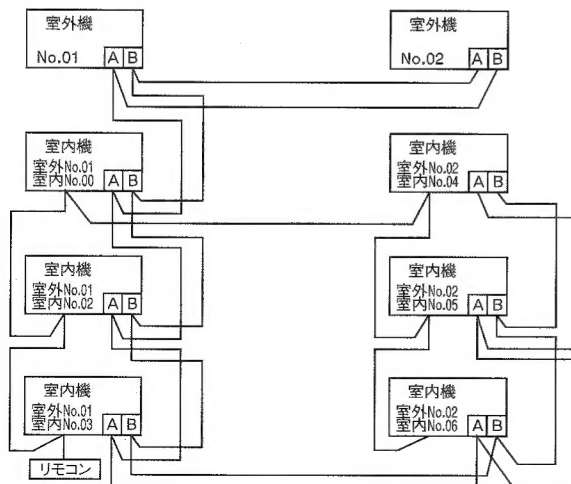 室外機
No.01 A B
室外機
No.02 A B
室内機
室外No.01
室内No.00 A B
室内機
室外No.02
室内No.04 A B
室内機
室外No.01
室内No.02 A B
室内機
室外No.02
室内No.05 A B
室内機
室外No.01
室内No.03 A B
室内機
室外No.02
室内No.06 A B
リモコン